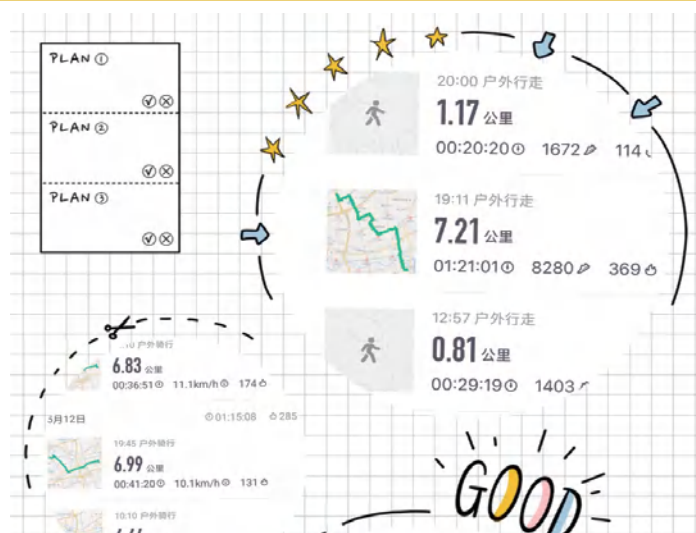 PLAN ①
PLAN ②
PLAN ③
20:00 户外行走
1.17 公里
00:20:20 1672 114
19:11 户外行走
7.21 公里
01:21:01 8280 369
12:57 户外行走
0.81 公里
00:29:19 1403
:10 户外骑行
6.83 公里
00:36:51 11.1km/h 174
5月12日 01:15:08 285
19:45 户外骑行
6.99 公里
00:41:20 10.1km/h 131
10:10 户外骑行
GOOD